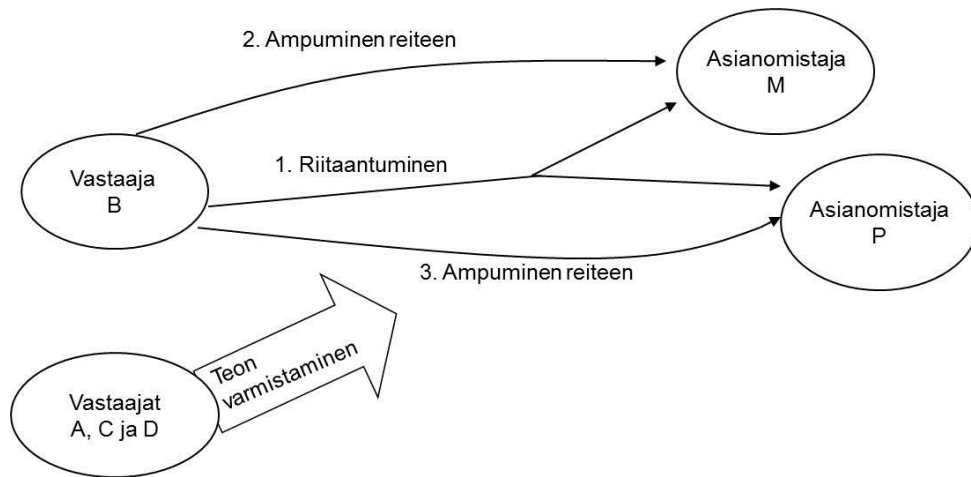 2. Ampuminen reiteen
Asianomistaja
M
1. Riitaantuminen
Vastaaja
B
Asianomistaja
P
3. Ampuminen reiteen
Teon
varmistaminen
Vastaajat
A, C ja D